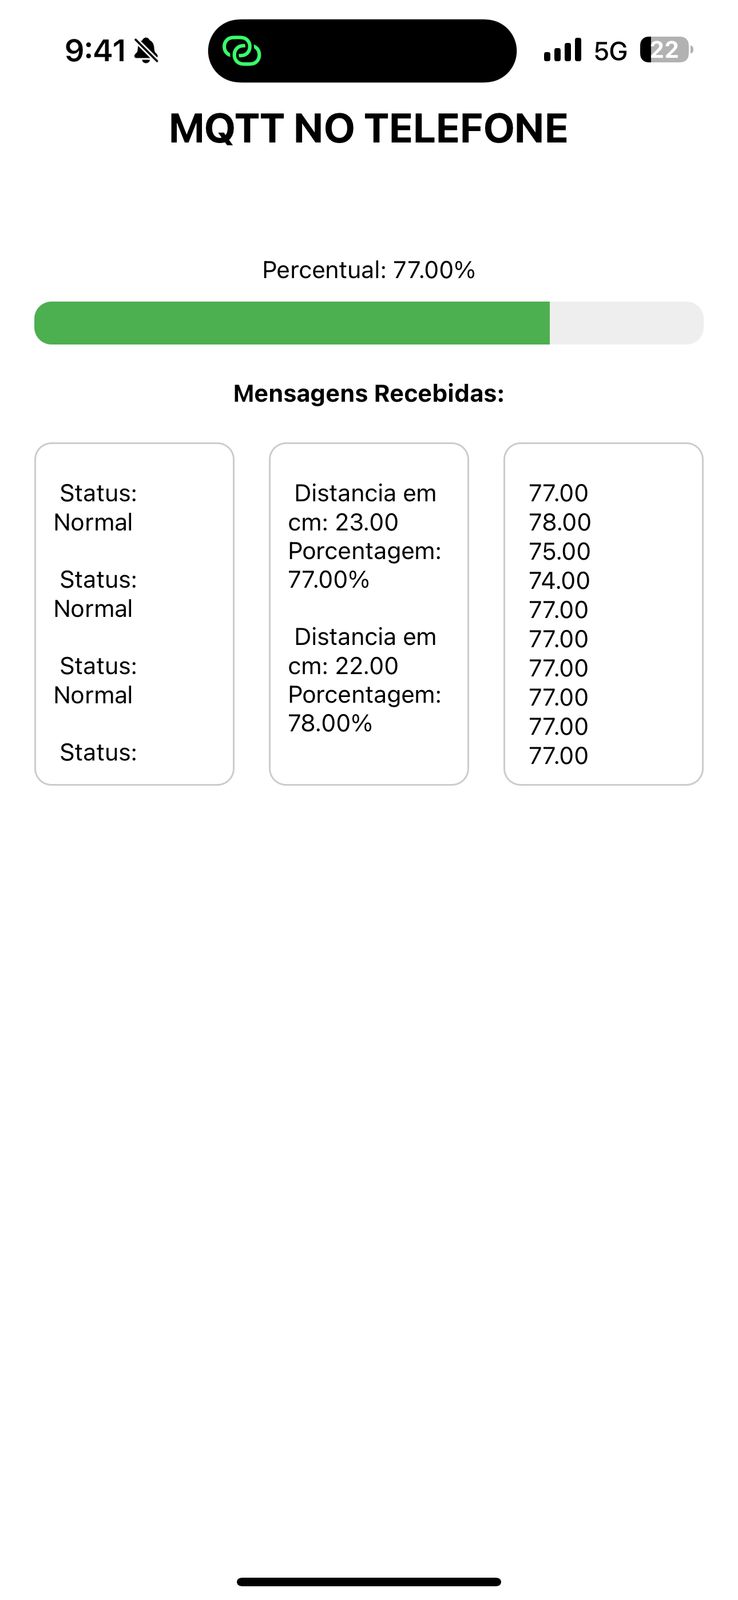 9:41
5G
22
MQTT NO TELEFONE
Percentual: 77.00%
Mensagens Recebidas:
Status:
Normal
Status:
Normal
Status:
Normal
Status:
Distancia em
cm: 23.00
Porcentagem:
77.00%
Distancia em
cm: 22.00
Porcentagem:
78.00%
77.00
78.00
75.00
74.00
77.00
77.00
77.00
77.00
77.00
77.00